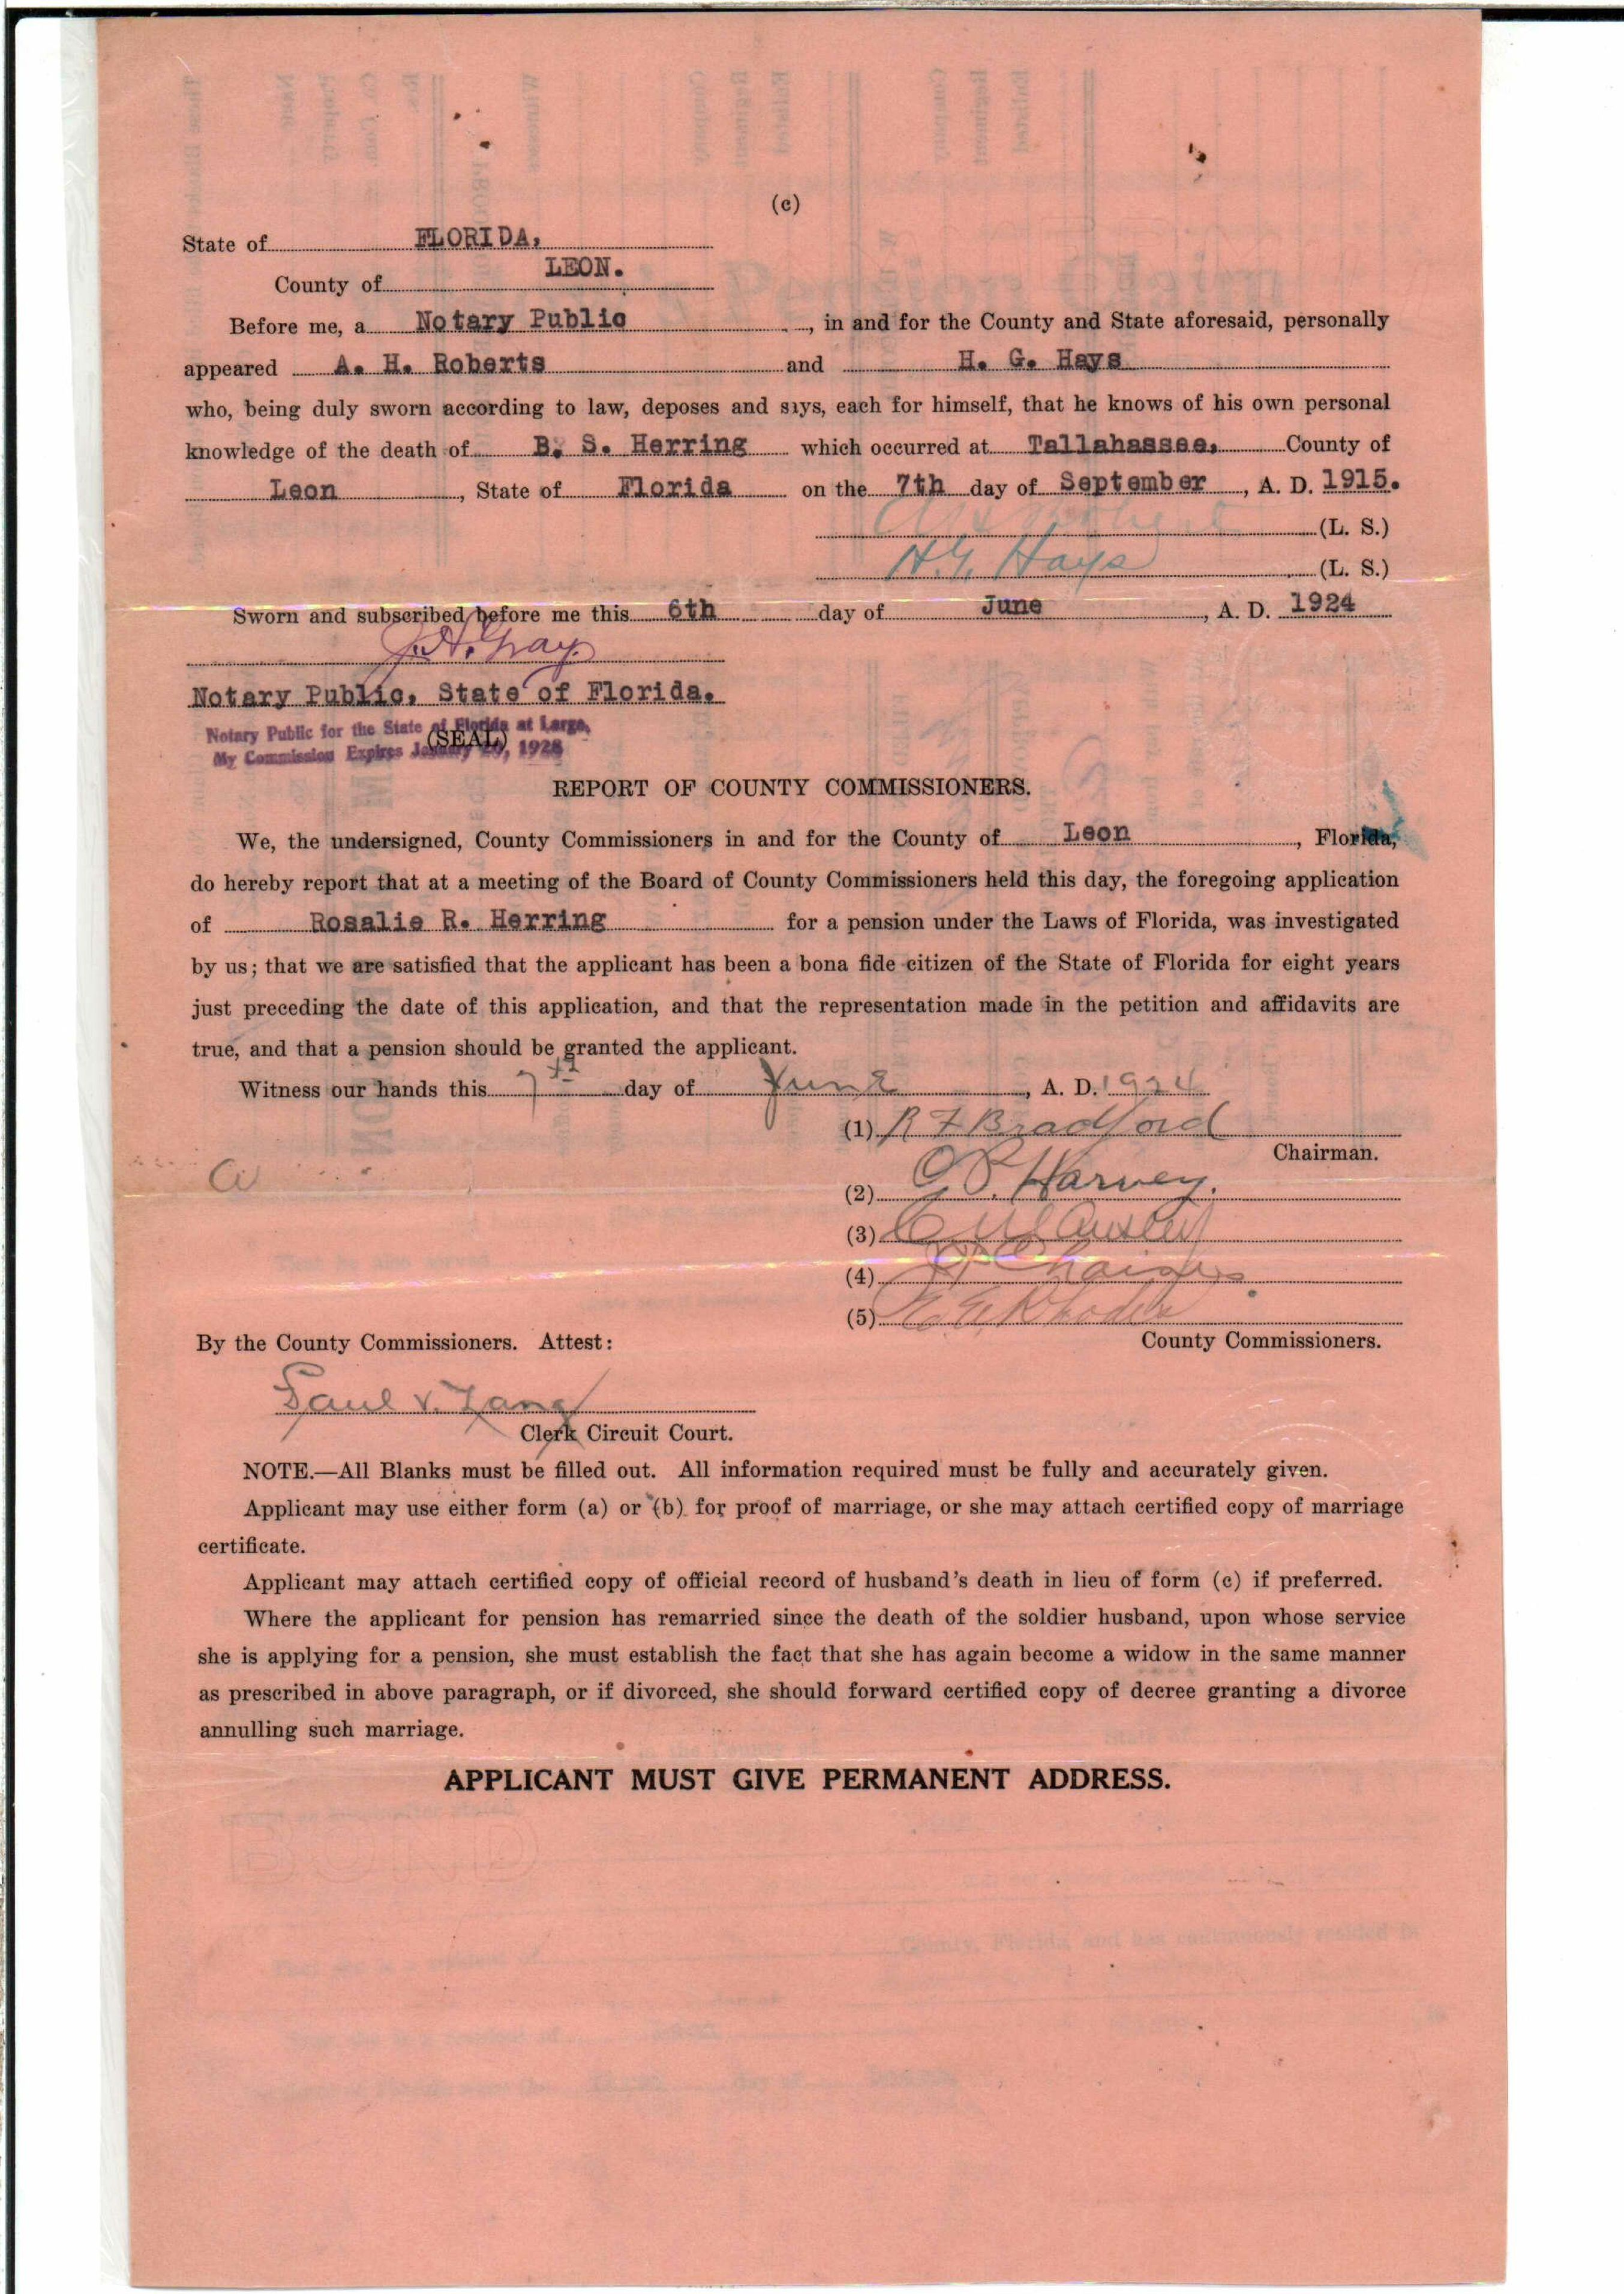 (c)
State of FLORIDA,
County of LEON.
Before me, a Notary Public, in and for the County and State aforesaid, personally
appeared A. H. Roberts and H. G. Hays
who, being duly sworn according to law, deposes and says, each for himself, that he knows of his own personal
knowledge of the death of B. S. Herring which occurred at Tallahassee, County of
Leon, State of Florida on the 7th day of September, A. D. 1915.
(L. S.)
H. G. Hays (L. S.)
Sworn and subscribed before me this 6th day of June, A. D. 1924
J. H. Gray
Notary Public, State of Florida.
Notary Public for the State of Florida at Large,
(SEAL)
My Commission Expires January 1928
REPORT OF COUNTY COMMISSIONERS.
We, the undersigned, County Commissioners in and for the County of Leon, Florida,
do hereby report that at a meeting of the Board of County Commissioners held this day, the foregoing application
of Rosalie R. Herring for a pension under the Laws of Florida, was investigated
by us; that we are satisfied that the applicant has been a bona fide citizen of the State of Florida for eight years
just preceding the date of this application, and that the representation made in the petition and affidavits are
true, and that a pension should be granted the applicant.
Witness our hands this 7th day of June, A. D. 1924
(1) R F Bradford
Chairman.
(2) G. P. Harvey.
(3)
(4)
(5) Rhodes
By the County Commissioners. Attest:
County Commissioners.
Paul V. Lang
Clerk Circuit Court.
NOTE.—All Blanks must be filled out. All information required must be fully and accurately given.
Applicant may use either form (a) or (b) for proof of marriage, or she may attach certified copy of marriage
certificate.
Applicant may attach certified copy of official record of husband's death in lieu of form (c) if preferred.
Where the applicant for pension has remarried since the death of the soldier husband, upon whose service
she is applying for a pension, she must establish the fact that she has again become a widow in the same manner
as prescribed in above paragraph, or if divorced, she should forward certified copy of decree granting a divorce
annulling such marriage.
APPLICANT MUST GIVE PERMANENT ADDRESS.
BOND